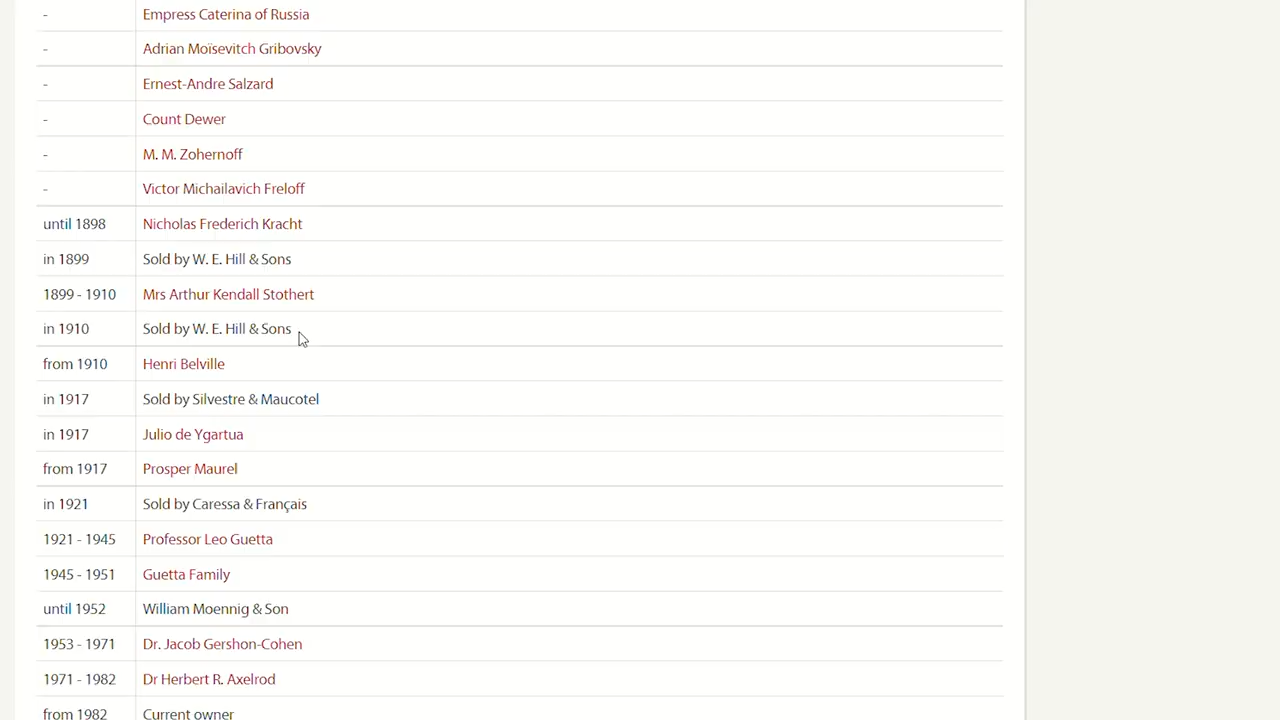 - Empress Caterina of Russia
- Adrian Moïsevitch Gribovsky
- Ernest-Andre Salzard
- Count Dewer
- M. M. Zohernoff
- Victor Michailavich Freloff
until 1898 Nicholas Frederich Kracht
in 1899 Sold by W. E. Hill & Sons
1899 - 1910 Mrs Arthur Kendall Stothert
in 1910 Sold by W. E. Hill & Sons
from 1910 Henri Belville
in 1917 Sold by Silvestre & Maucotel
in 1917 Julio de Ygartua
from 1917 Prosper Maurel
in 1921 Sold by Caressa & Français
1921 - 1945 Professor Leo Guetta
1945 - 1951 Guetta Family
until 1952 William Moennig & Son
1953 - 1971 Dr. Jacob Gershon-Cohen
1971 - 1982 Dr Herbert R. Axelrod
from 1982 Current owner